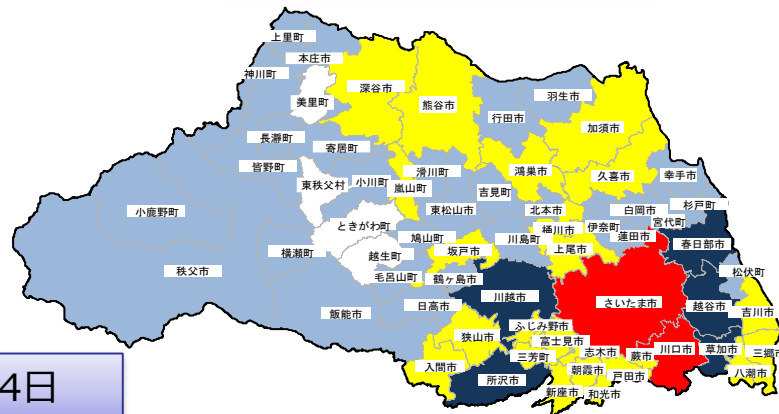 上里町
本庄市
神川町
美里町
深谷市
熊谷市
行田市
羽生市
加須市
長瀞町
寄居町
皆野町
東秩父村
小川町
嵐山町
滑川町
吉見町
鴻巣市
久喜市
幸手市
小鹿野町
ときがわ町
東松山市
北本市
白岡市
杉戸町
宮代町
桶川市
伊奈町
蓮田市
春日部市
横瀬町
越生町
鳩山町
坂戸市
川島町
上尾市
松伏町
秩父市
毛呂山町
鶴ヶ島市
川越市
さいたま市
越谷市
吉川市
飯能市
日高市
狭山市
ふじみ野市
富士見市
入間市
三芳町
志木市
蕨市
川口市
草加市
三郷市
所沢市
朝霞市
戸田市
八潮市
新座市
和光市
4日